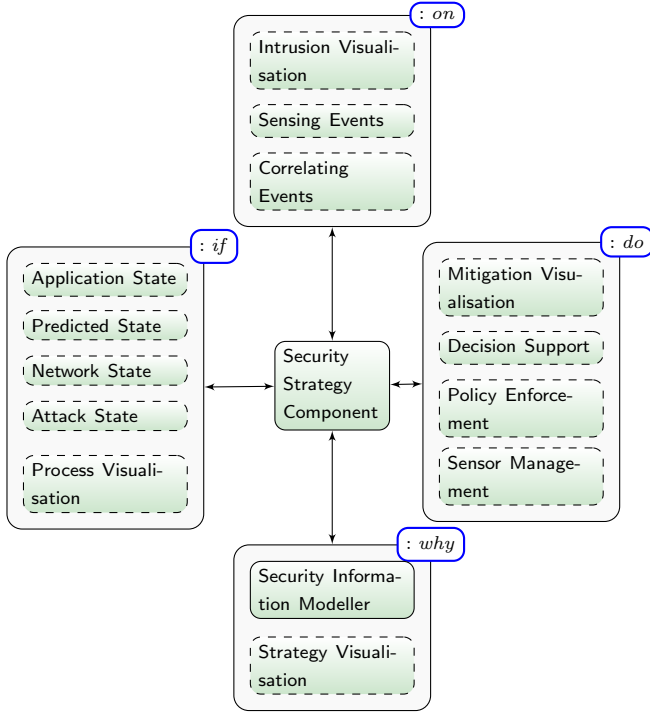 : on
Intrusion Visuali-
sation
Sensing Events
Correlating
Events
: if
Application State
Predicted State
Network State
Attack State
Process Visuali-
sation
Security
Strategy
Component
: do
Mitigation Visu-
alisation
Decision Support
Policy Enforce-
ment
Sensor Manage-
ment
: why
Security Informa-
tion Modeller
Strategy Visuali-
sation